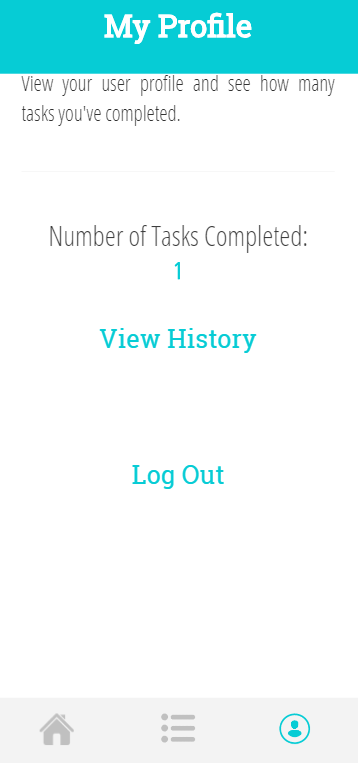 My Profile
View your user profile and see how many
tasks you've completed.
Number of Tasks Completed:
1
View History
Log Out